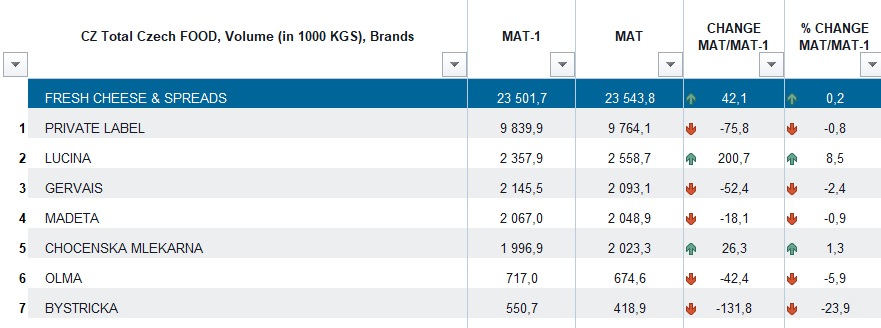 CZ Total Czech FOOD, Volume (in 1000 KGS), Brands MAT-1 MAT CHANGE MAT/MAT-1 % CHANGE MAT/MAT-1
FRESH CHEESE & SPREADS 23 501,7 23 543,8 42,1 0,2
1 PRIVATE LABEL 9 839,9 9 764,1 -75,8 -0,8
2 LUCINA 2 357,9 2 558,7 200,7 8,5
3 GERVAIS 2 145,5 2 093,1 -52,4 -2,4
4 MADETA 2 067,0 2 048,9 -18,1 -0,9
5 CHOCENSKA MLEKARNA 1 996,9 2 023,3 26,3 1,3
6 OLMA 717,0 674,6 -42,4 -5,9
7 BYSTRICKA 550,7 418,9 -131,8 -23,9